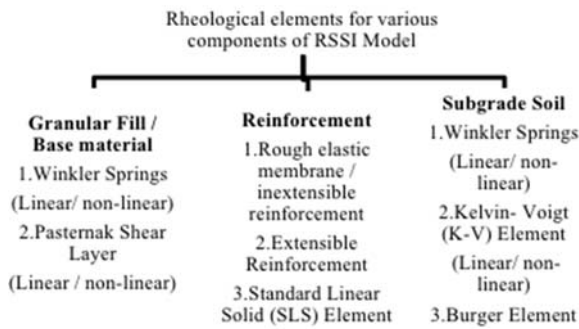 Rheological elements for various
components of RSSI Model
Granular Fill /
Base material
1.Winkler Springs
(Linear/ non-linear)
2.Pasternak Shear
Layer
(Linear / non-linear)
Reinforcement
1.Rough elastic
membrane /
inextensible
reinforcement
2.Extensible
Reinforcement
3.Standard Linear
Solid (SLS) Element
Subgrade Soil
1.Winkler Springs
(Linear/ non-
linear)
2.Kelvin- Voigt
(K-V) Element
(Linear/ non-
linear)
3.Burger Element